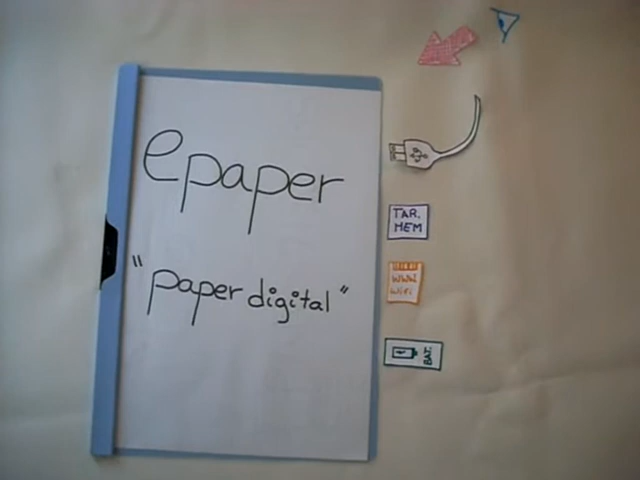 epaper
"paper digital"
TAR.
MEM
WWW
WiFi
BAT.